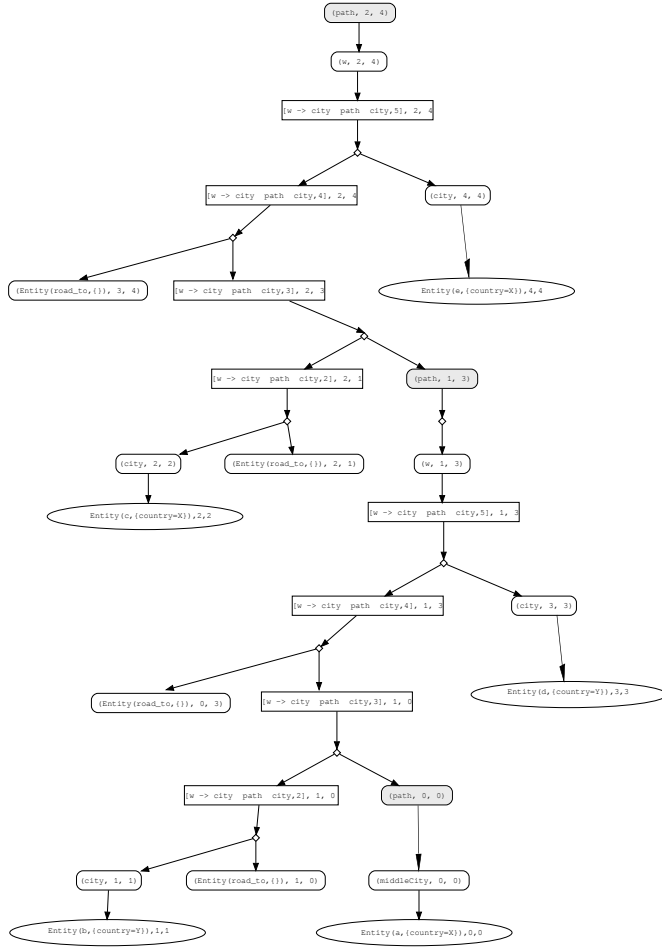 (path, 2, 4)
(w, 2, 4)
[w -> city  path  city,5], 2, 4
[w -> city  path  city,4], 2, 4
(city, 4, 4)
(Entity(road_to,{}), 3, 4)
[w -> city  path  city,3], 2, 3
Entity(e,{country=X}),4,4
[w -> city  path  city,2], 2, 1
(path, 1, 3)
(city, 2, 2)
(Entity(road_to,{}), 2, 1)
(w, 1, 3)
Entity(c,{country=X}),2,2
[w -> city  path  city,5], 1, 3
[w -> city  path  city,4], 1, 3
(city, 3, 3)
(Entity(road_to,{}), 0, 3)
[w -> city  path  city,3], 1, 0
Entity(d,{country=Y}),3,3
[w -> city  path  city,2], 1, 0
(path, 0, 0)
(city, 1, 1)
(Entity(road_to,{}), 1, 0)
(middleCity, 0, 0)
Entity(b,{country=Y}),1,1
Entity(a,{country=X}),0,0